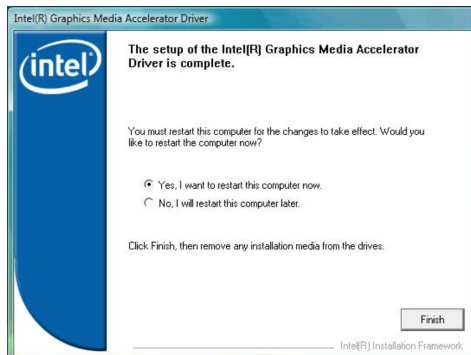 Intel(R) Graphics Media Accelerator Driver
intel
The setup of the Intel(R) Graphics Media Accelerator
Driver is complete.
You must restart this computer for the changes to take effect. Would you
like to restart the computer now?
Yes, I want to restart this computer now.
No, I will restart this computer later.
Click Finish, then remove any installation media from the drives.
Finish
Intel(R) Installation Framework